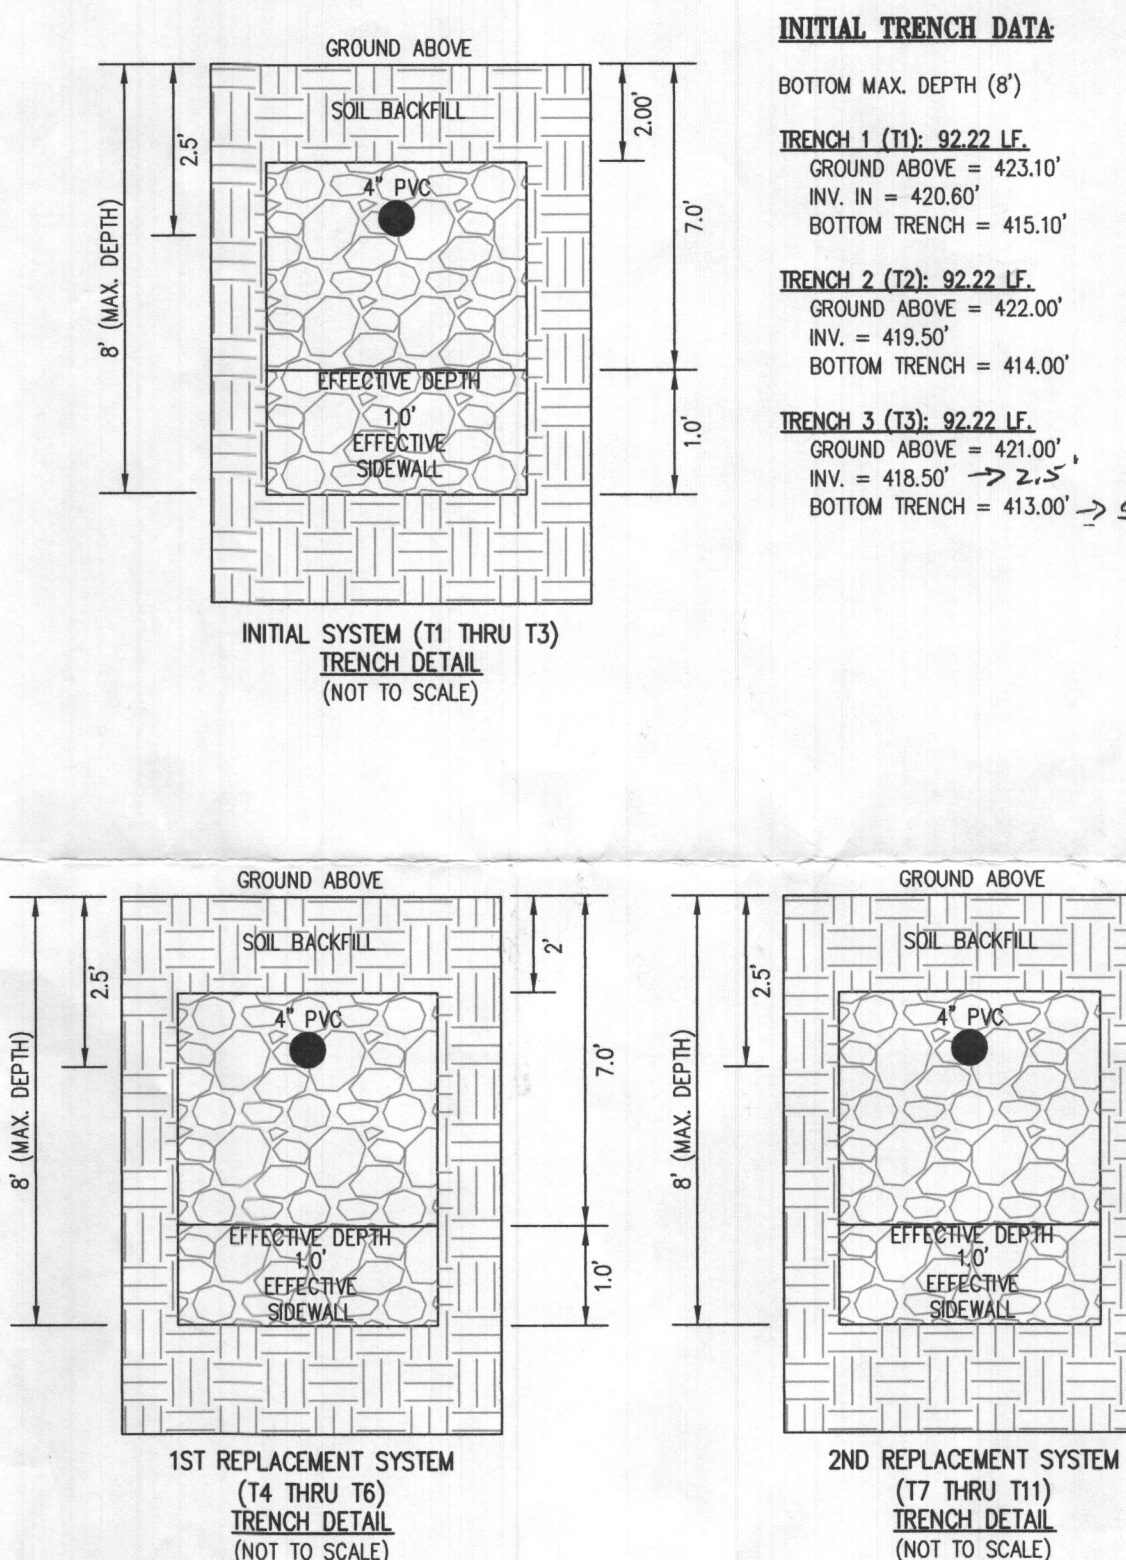 INITIAL TRENCH DATA:
BOTTOM MAX. DEPTH (8')
TRENCH 1 (T1): 92.22 LF.
GROUND ABOVE = 423.10'
INV. IN = 420.60'
BOTTOM TRENCH = 415.10'
TRENCH 2 (T2): 92.22 LF.
GROUND ABOVE = 422.00'
INV. = 419.50'
BOTTOM TRENCH = 414.00'
TRENCH 3 (T3): 92.22 LF.
GROUND ABOVE = 421.00'
INV. = 418.50' → 2.5'
BOTTOM TRENCH = 413.00' →
GROUND ABOVE
SOIL BACKFILL
4" PVC
2.5'
8' (MAX. DEPTH)
2.00'
7.0'
1.0'
EFFECTIVE DEPTH
1.0'
EFFECTIVE
SIDEWALL
INITIAL SYSTEM (T1 THRU T3)
TRENCH DETAIL
(NOT TO SCALE)
GROUND ABOVE
SOIL BACKFILL
4" PVC
2.5'
8' (MAX. DEPTH)
2'
7.0'
1.0'
EFFECTIVE DEPTH
1.0'
EFFECTIVE
SIDEWALL
1ST REPLACEMENT SYSTEM
(T4 THRU T6)
TRENCH DETAIL
(NOT TO SCALE)
GROUND ABOVE
SOIL BACKFILL
4" PVC
2.5'
8' (MAX. DEPTH)
EFFECTIVE DEPTH
1.0'
EFFECTIVE
SIDEWALL
2ND REPLACEMENT SYSTEM
(T7 THRU T11)
TRENCH DETAIL
(NOT TO SCALE)